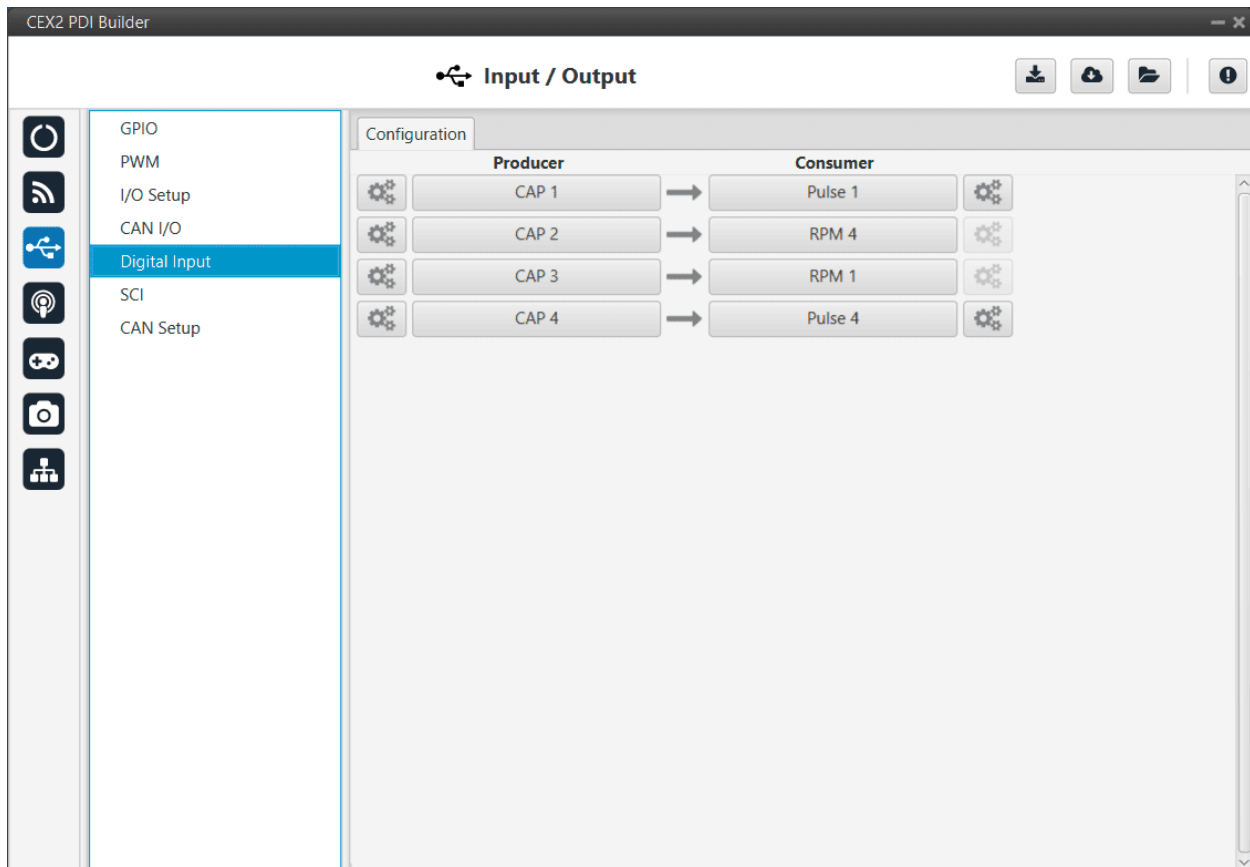 CEX2 PDI Builder
Input / Output
GPIO
PWM
I/O Setup
CAN I/O
Digital Input
SCI
CAN Setup
Configuration
Producer Consumer
CAP 1 Pulse 1
CAP 2 RPM 4
CAP 3 RPM 1
CAP 4 Pulse 4